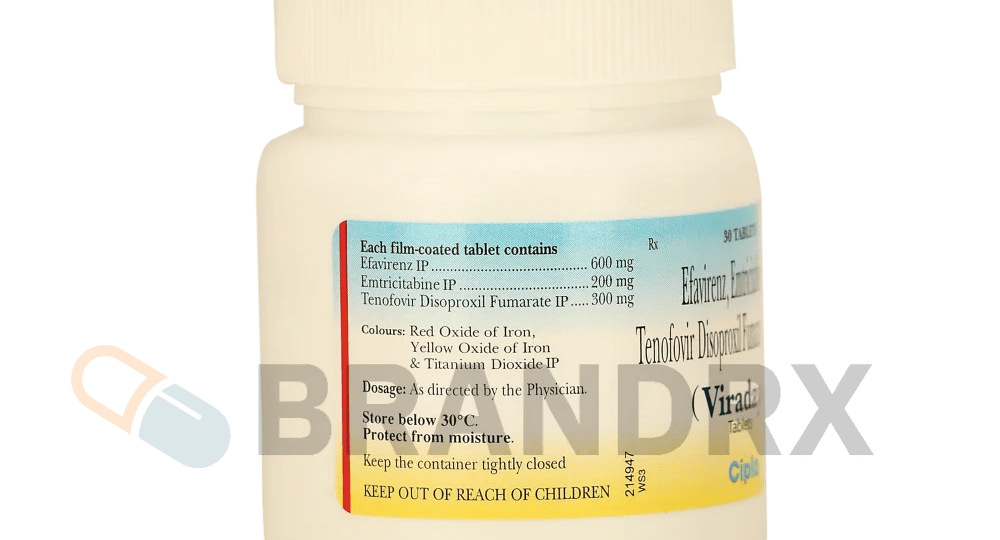 Each film-coated tablet contains
Efavirenz IP ........................................ 600 mg
Emtricitabine IP ................................. 200 mg
Tenofovir Disoproxil Fumarate IP ..... 300 mg
Colours: Red Oxide of Iron,
Yellow Oxide of Iron
& Titanium Dioxide IP
Dosage: As directed by the Physician.
Store below 30°C.
Protect from moisture.
Keep the container tightly closed
KEEP OUT OF REACH OF CHILDREN
214947
WS3
Rx
30
Efavirenz,
Tenofovir Disoproxil
BRANDRX